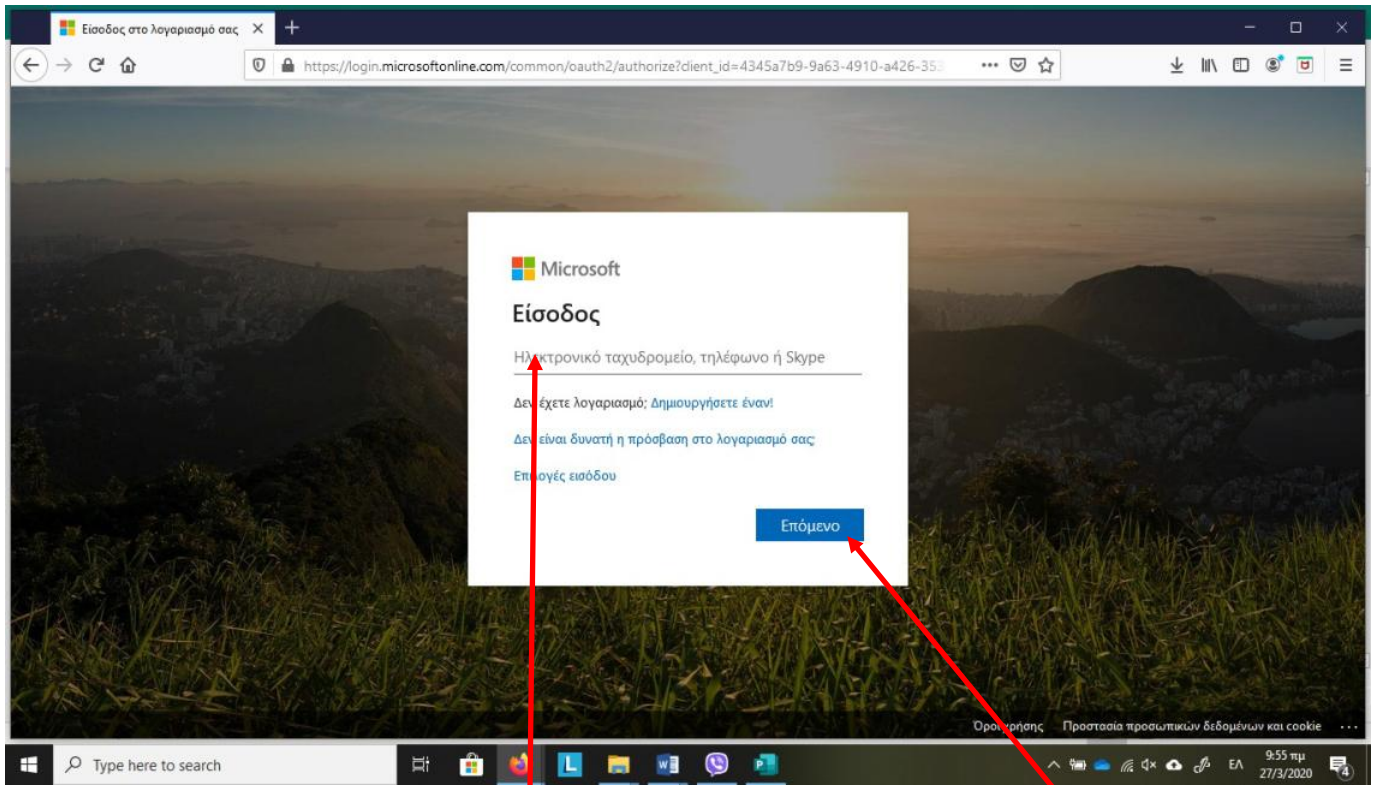 Είσοδος στο λογαριασμό σας
https://login.microsoftonline.com/common/oauth2/authorize?client_id=4345a7b9-9a63-4910-a426-353
Microsoft
Είσοδος
Ηλεκτρονικό ταχυδρομείο, τηλέφωνο ή Skype
Δεν έχετε λογαριασμό; Δημιουργήσετε έναν!
Δεν είναι δυνατή η πρόσβαση στο λογαριασμό σας;
Επιλογές εισόδου
Επόμενο
Όροι χρήσης Προστασία προσωπικών δεδομένων και cookie ...
Type here to search
L
ΕΛ
9:55 πμ
27/3/2020
4